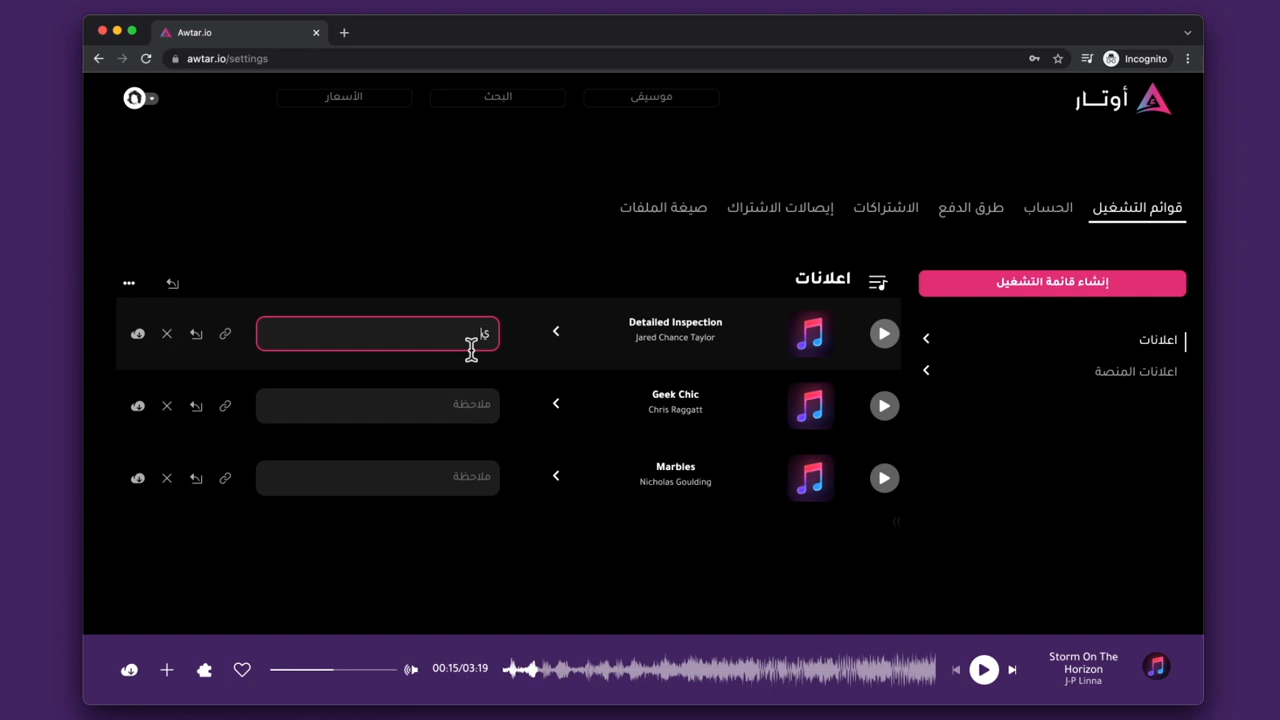 Awtar.io
awtar.io/settings
Incognito
أوتـــار
موسيقى
البحث
الأسعار
قوائم التشغيل
الحساب
طرق الدفع
الاشتراكات
إيصالات الاشتراك
صيغة الملفات
إنشاء قائمة التشغيل
اعلانات
اعلانات المنصة
اعلانات
Detailed Inspection
Jared Chance Taylor
Geek Chic
Chris Raggatt
ملاحظة
Marbles
Nicholas Goulding
ملاحظة
Storm On The
Horizon
J-P Linna
00:15/03:19